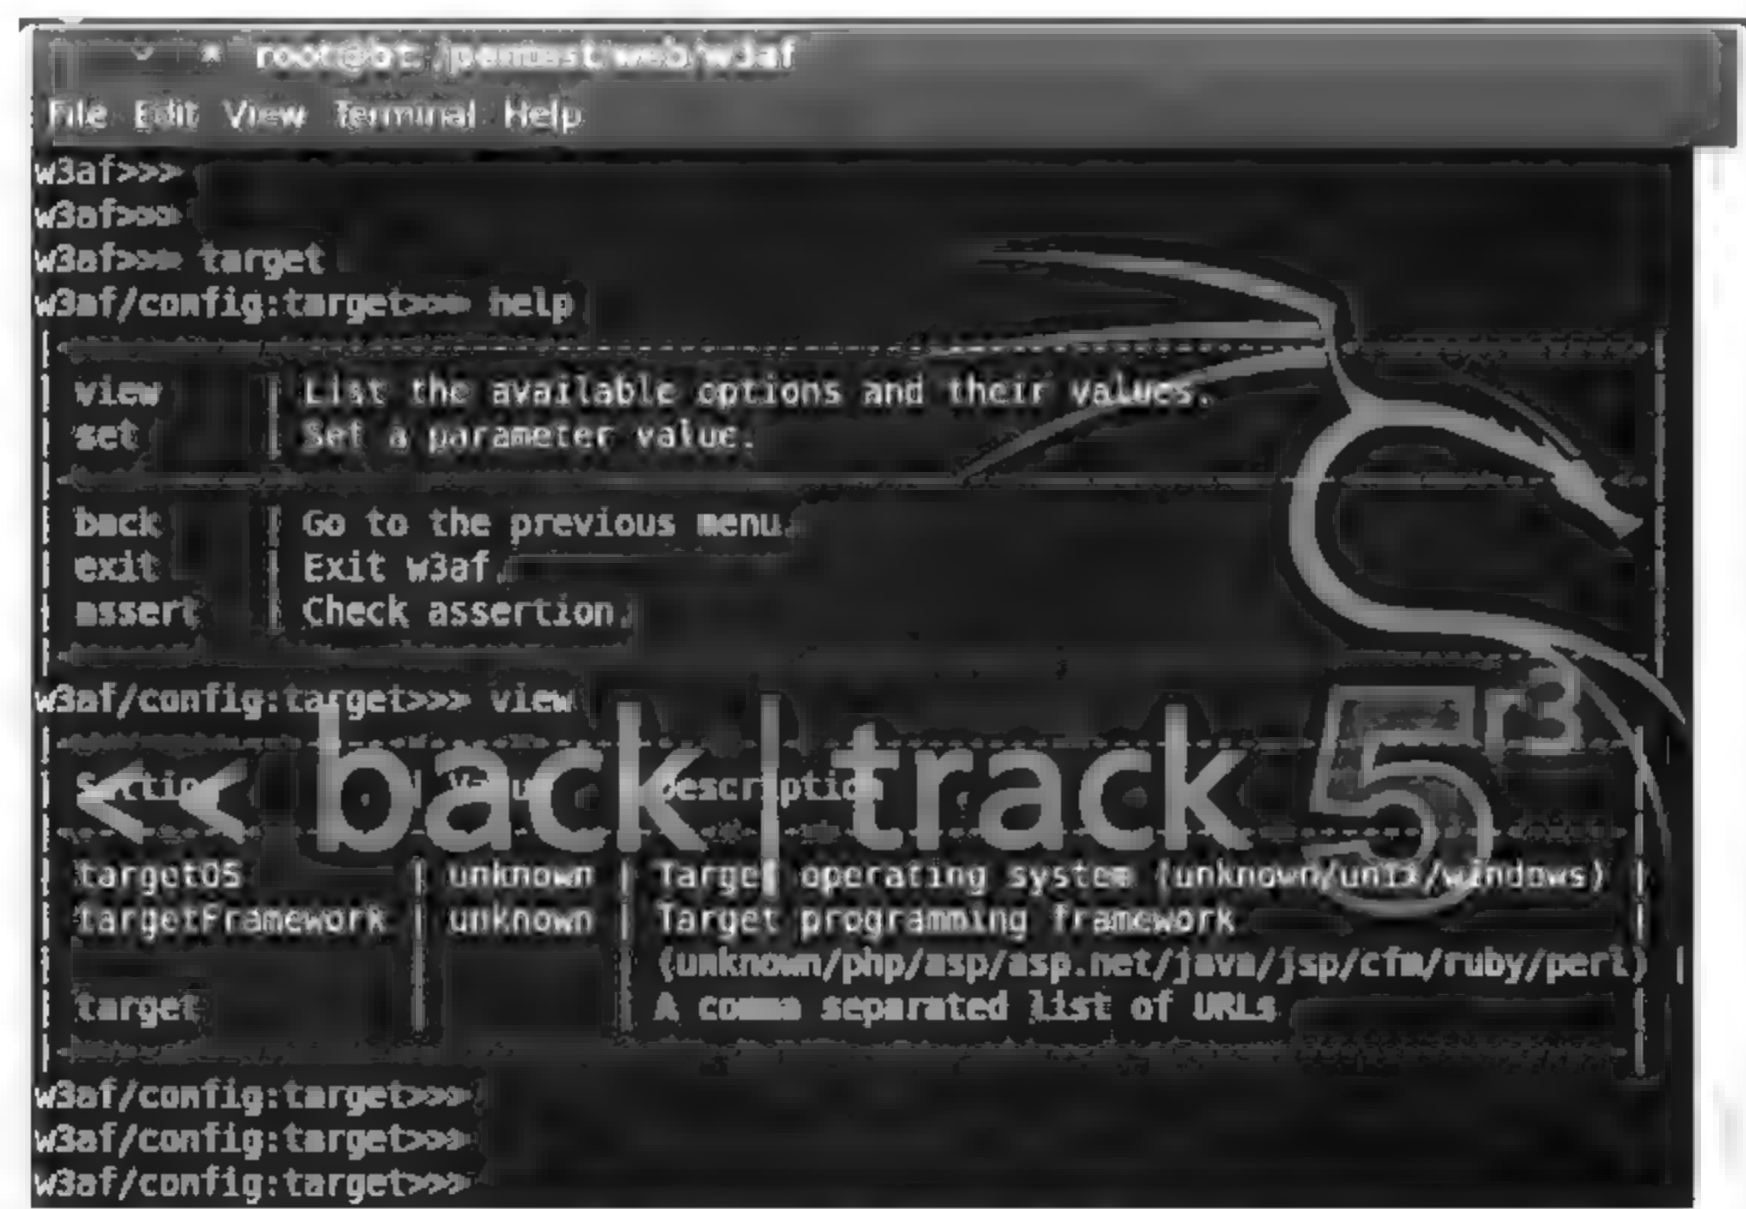 root@bt: /pentest/web/w3af
File Edit View Terminal Help
w3af>>>
w3af>>>
w3af>>> target
w3af/config:target>>> help
view | List the available options and their values.
set | Set a parameter value.
back | Go to the previous menu.
exit | Exit w3af.
assert | Check assertion.
w3af/config:target>>> view
Description
<< back | track 5 r3
targetOS | unknown | Target operating system (unknown/unix/windows) |
targetFramework | unknown | Target programming framework |
(unknown/php/asp/asp.net/java/jsp/cfm/ruby/perl) |
target | | A comma separated list of URLs |
w3af/config:target>>>
w3af/config:target>>>
w3af/config:target>>>